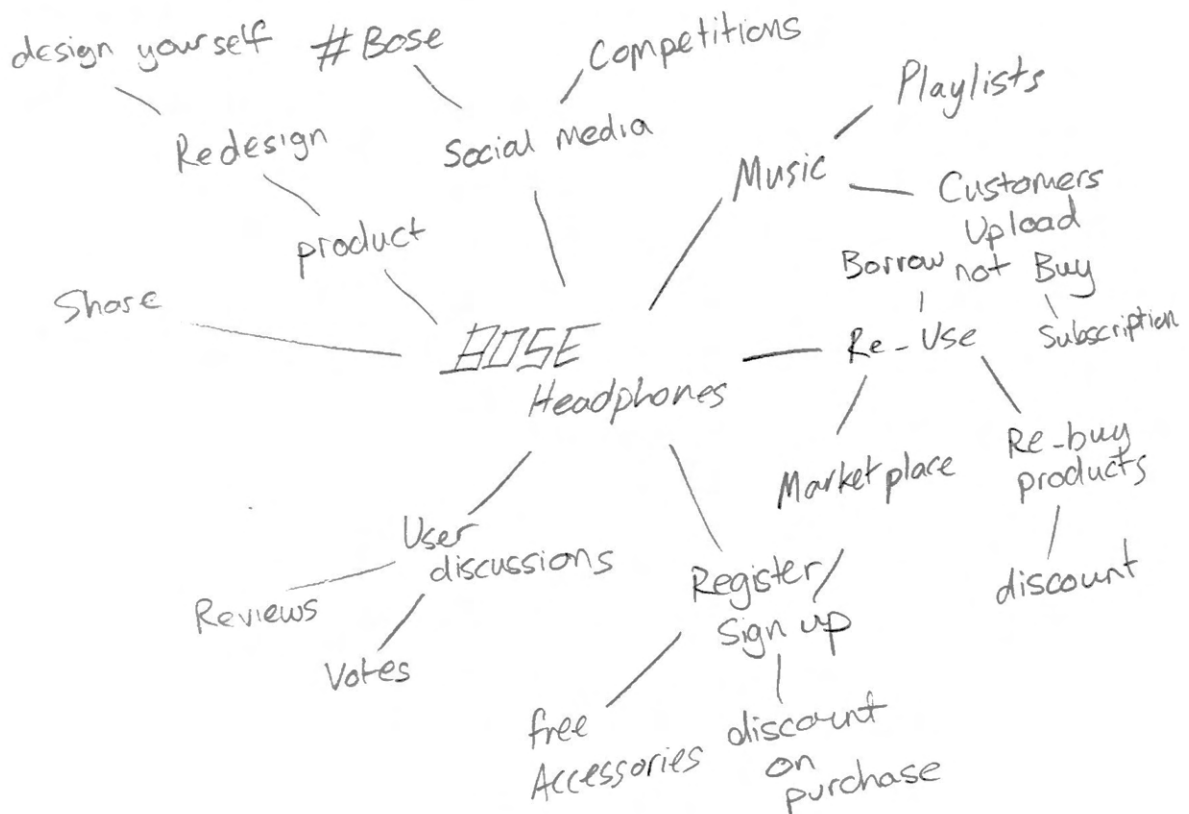 design yourself
#Bose
Competitions
Playlists
Redesign
Social media
Music
Customers
Upload
product
Borrow not Buy
Share
BOSE
Headphones
Re-Use
Subscription
Re-buy
products
Marketplace
User
discussions
Register/
Sign up
discount
Reviews
Votes
free
Accessories
discount
on
purchase